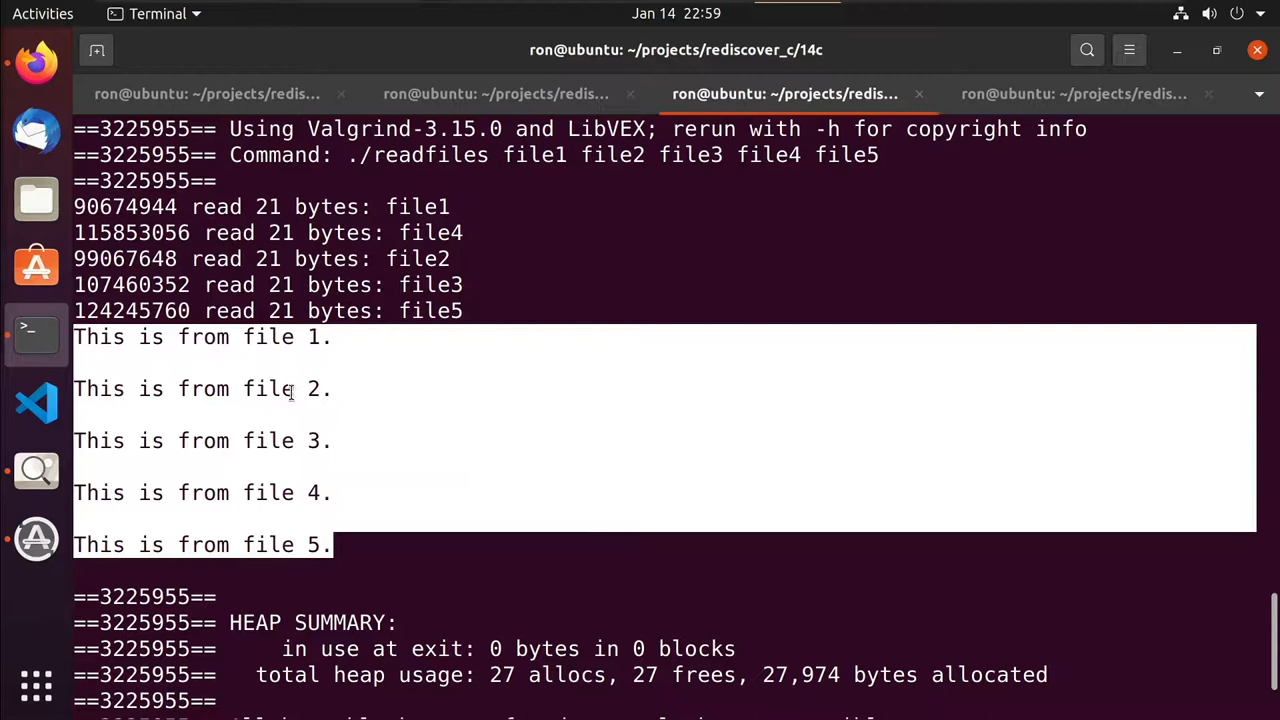 Activities
Terminal
Jan 14 22:59
ron@ubuntu: ~/projects/rediscover_c/14c
ron@ubuntu: ~/projects/redis...
ron@ubuntu: ~/projects/redis...
ron@ubuntu: ~/projects/redis...
ron@ubuntu: ~/projects/redis...
==3225955== Using Valgrind-3.15.0 and LibVEX; rerun with -h for copyright info
==3225955== Command: ./readfiles file1 file2 file3 file4 file5
==3225955==
90674944 read 21 bytes: file1
115853056 read 21 bytes: file4
99067648 read 21 bytes: file2
107460352 read 21 bytes: file3
124245760 read 21 bytes: file5
This is from file 1.
This is from file 2.
This is from file 3.
This is from file 4.
This is from file 5.
==3225955==
==3225955== HEAP SUMMARY:
==3225955==     in use at exit: 0 bytes in 0 blocks
==3225955==   total heap usage: 27 allocs, 27 frees, 27,974 bytes allocated
==3225955==